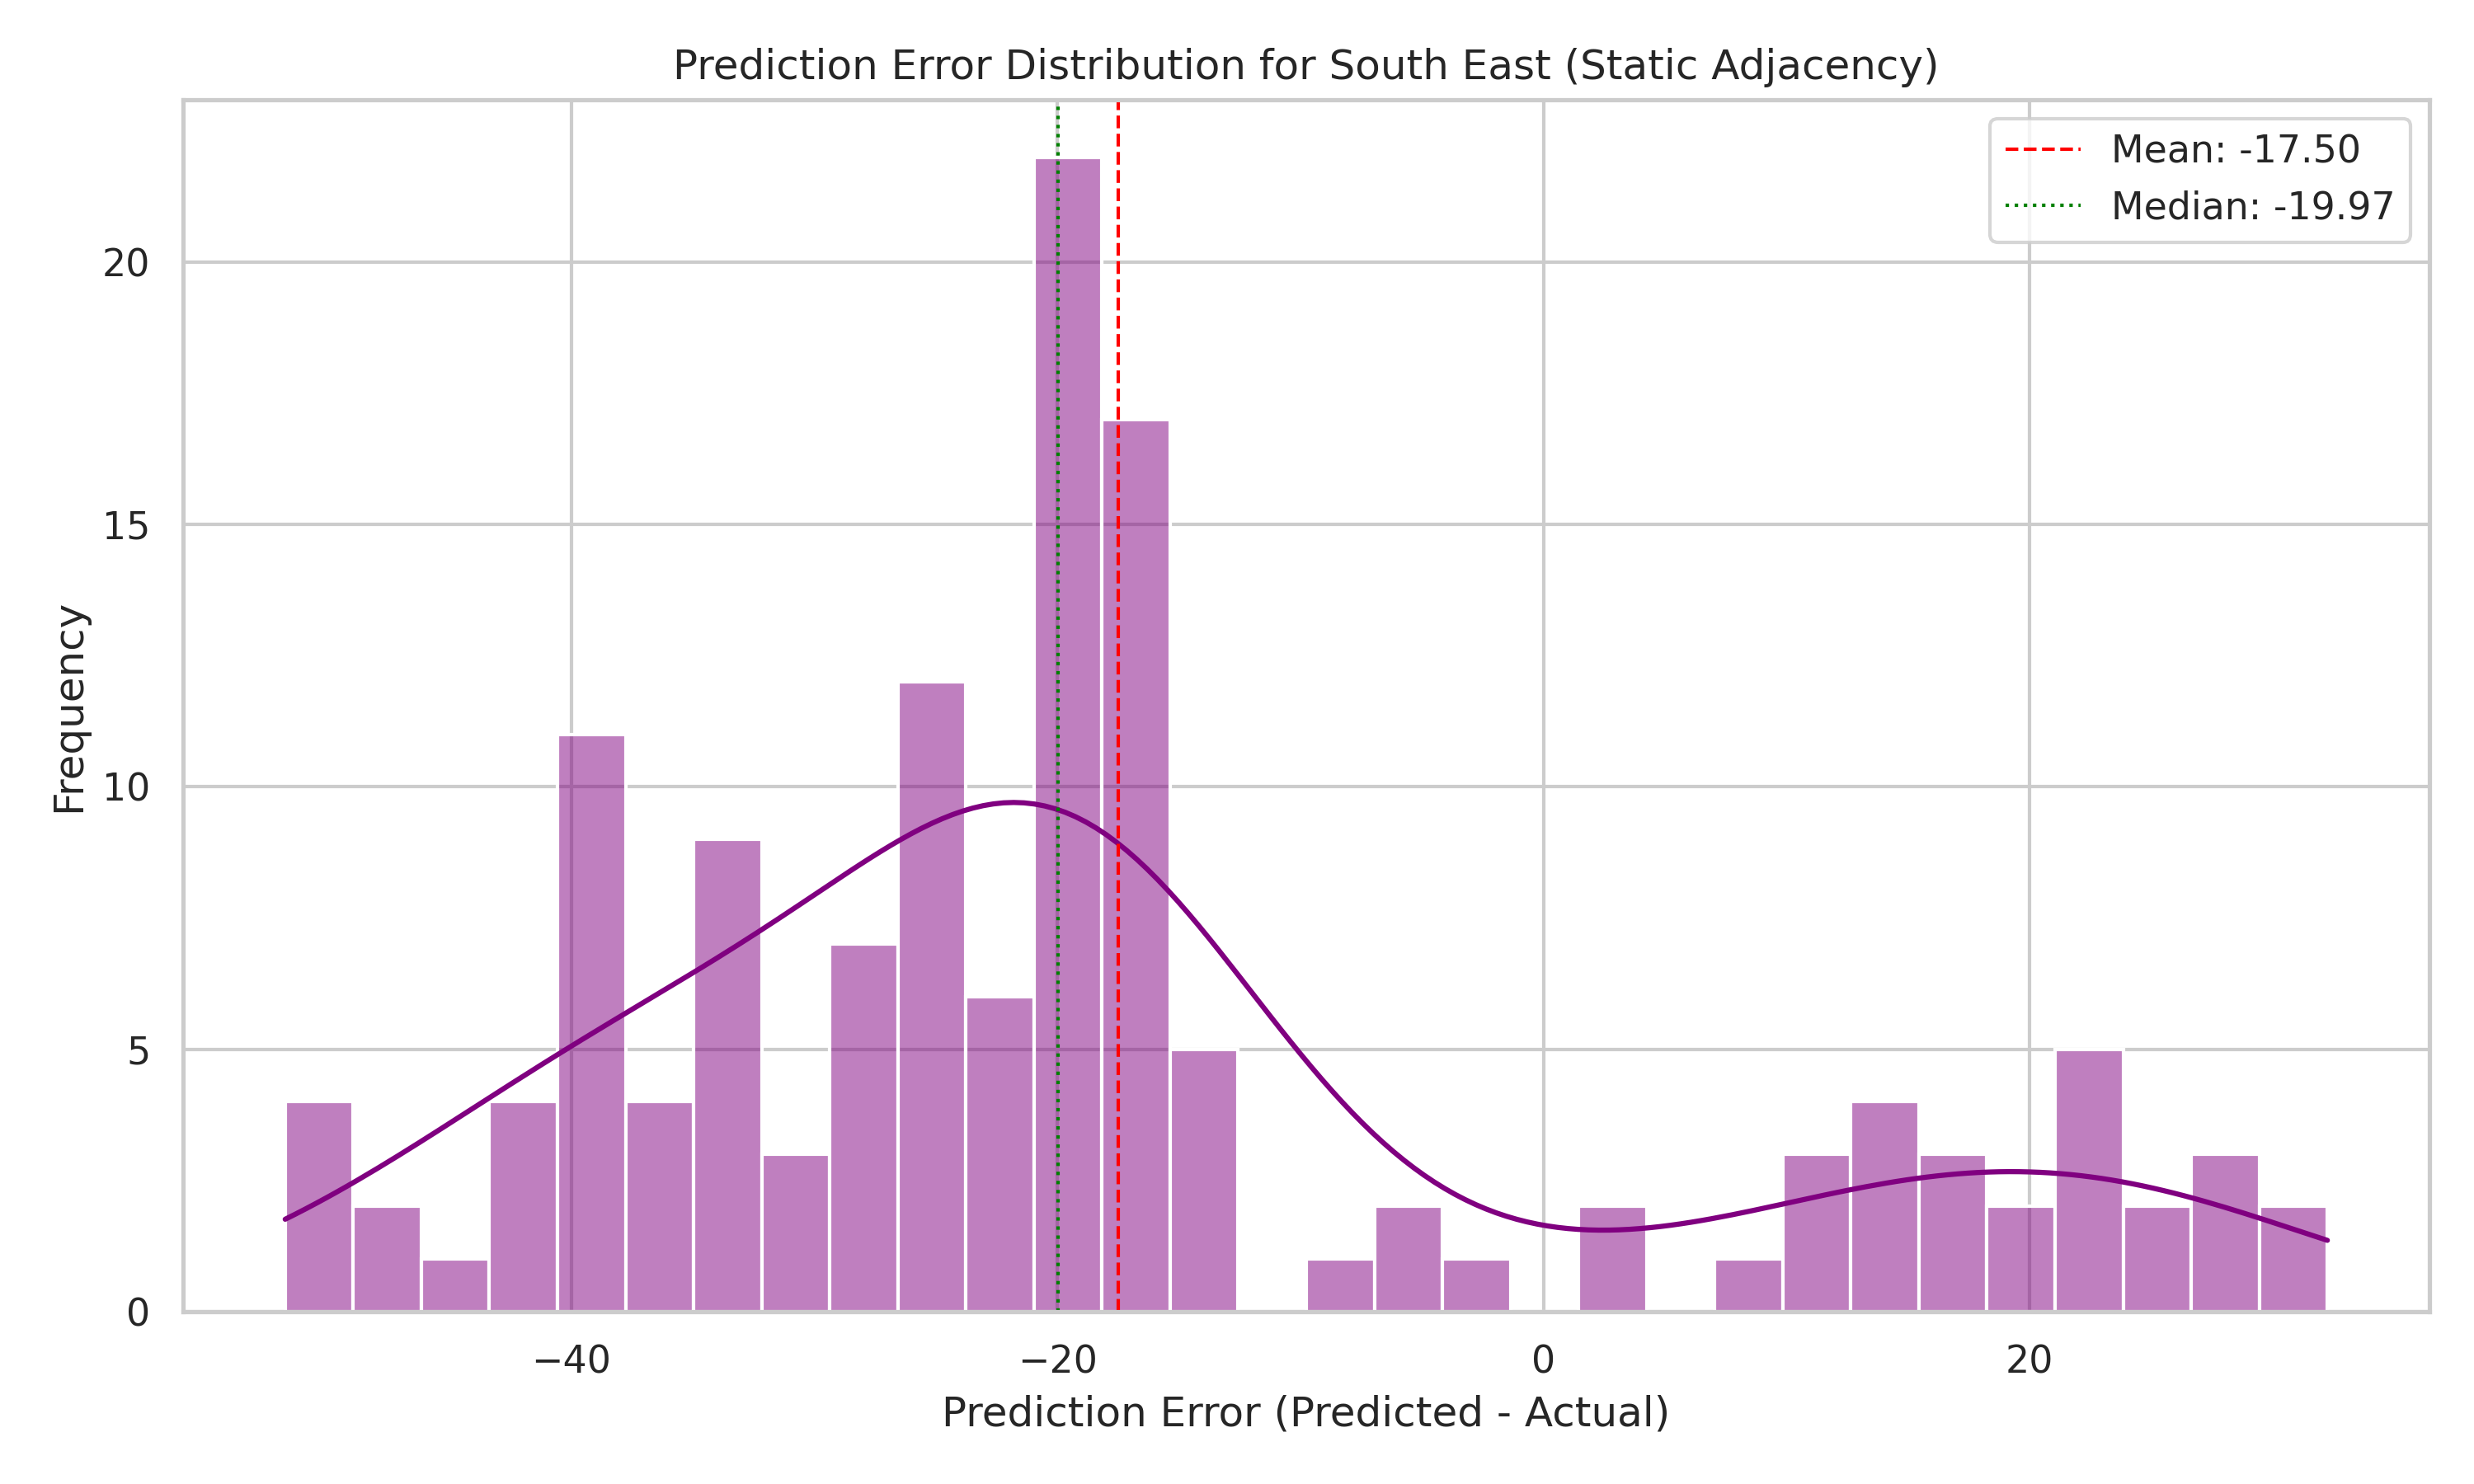 Prediction Error Distribution for South East (Static Adjacency)
Mean: -17.50
Median: -19.97
Frequency
20
15
10
5
0
−40 −20 0 20
Prediction Error (Predicted - Actual)